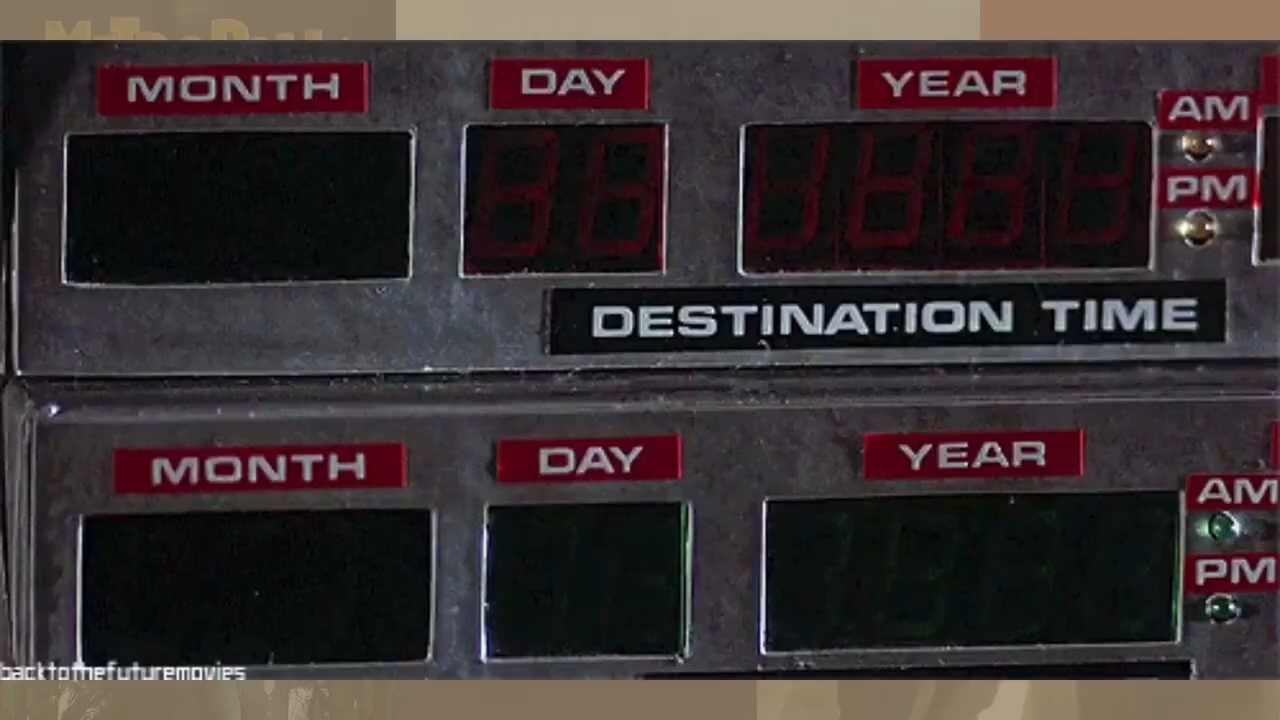 MONTH DAY YEAR
AM
PM
DESTINATION TIME
MONTH DAY YEAR
AM
PM
backtothefuturemovies